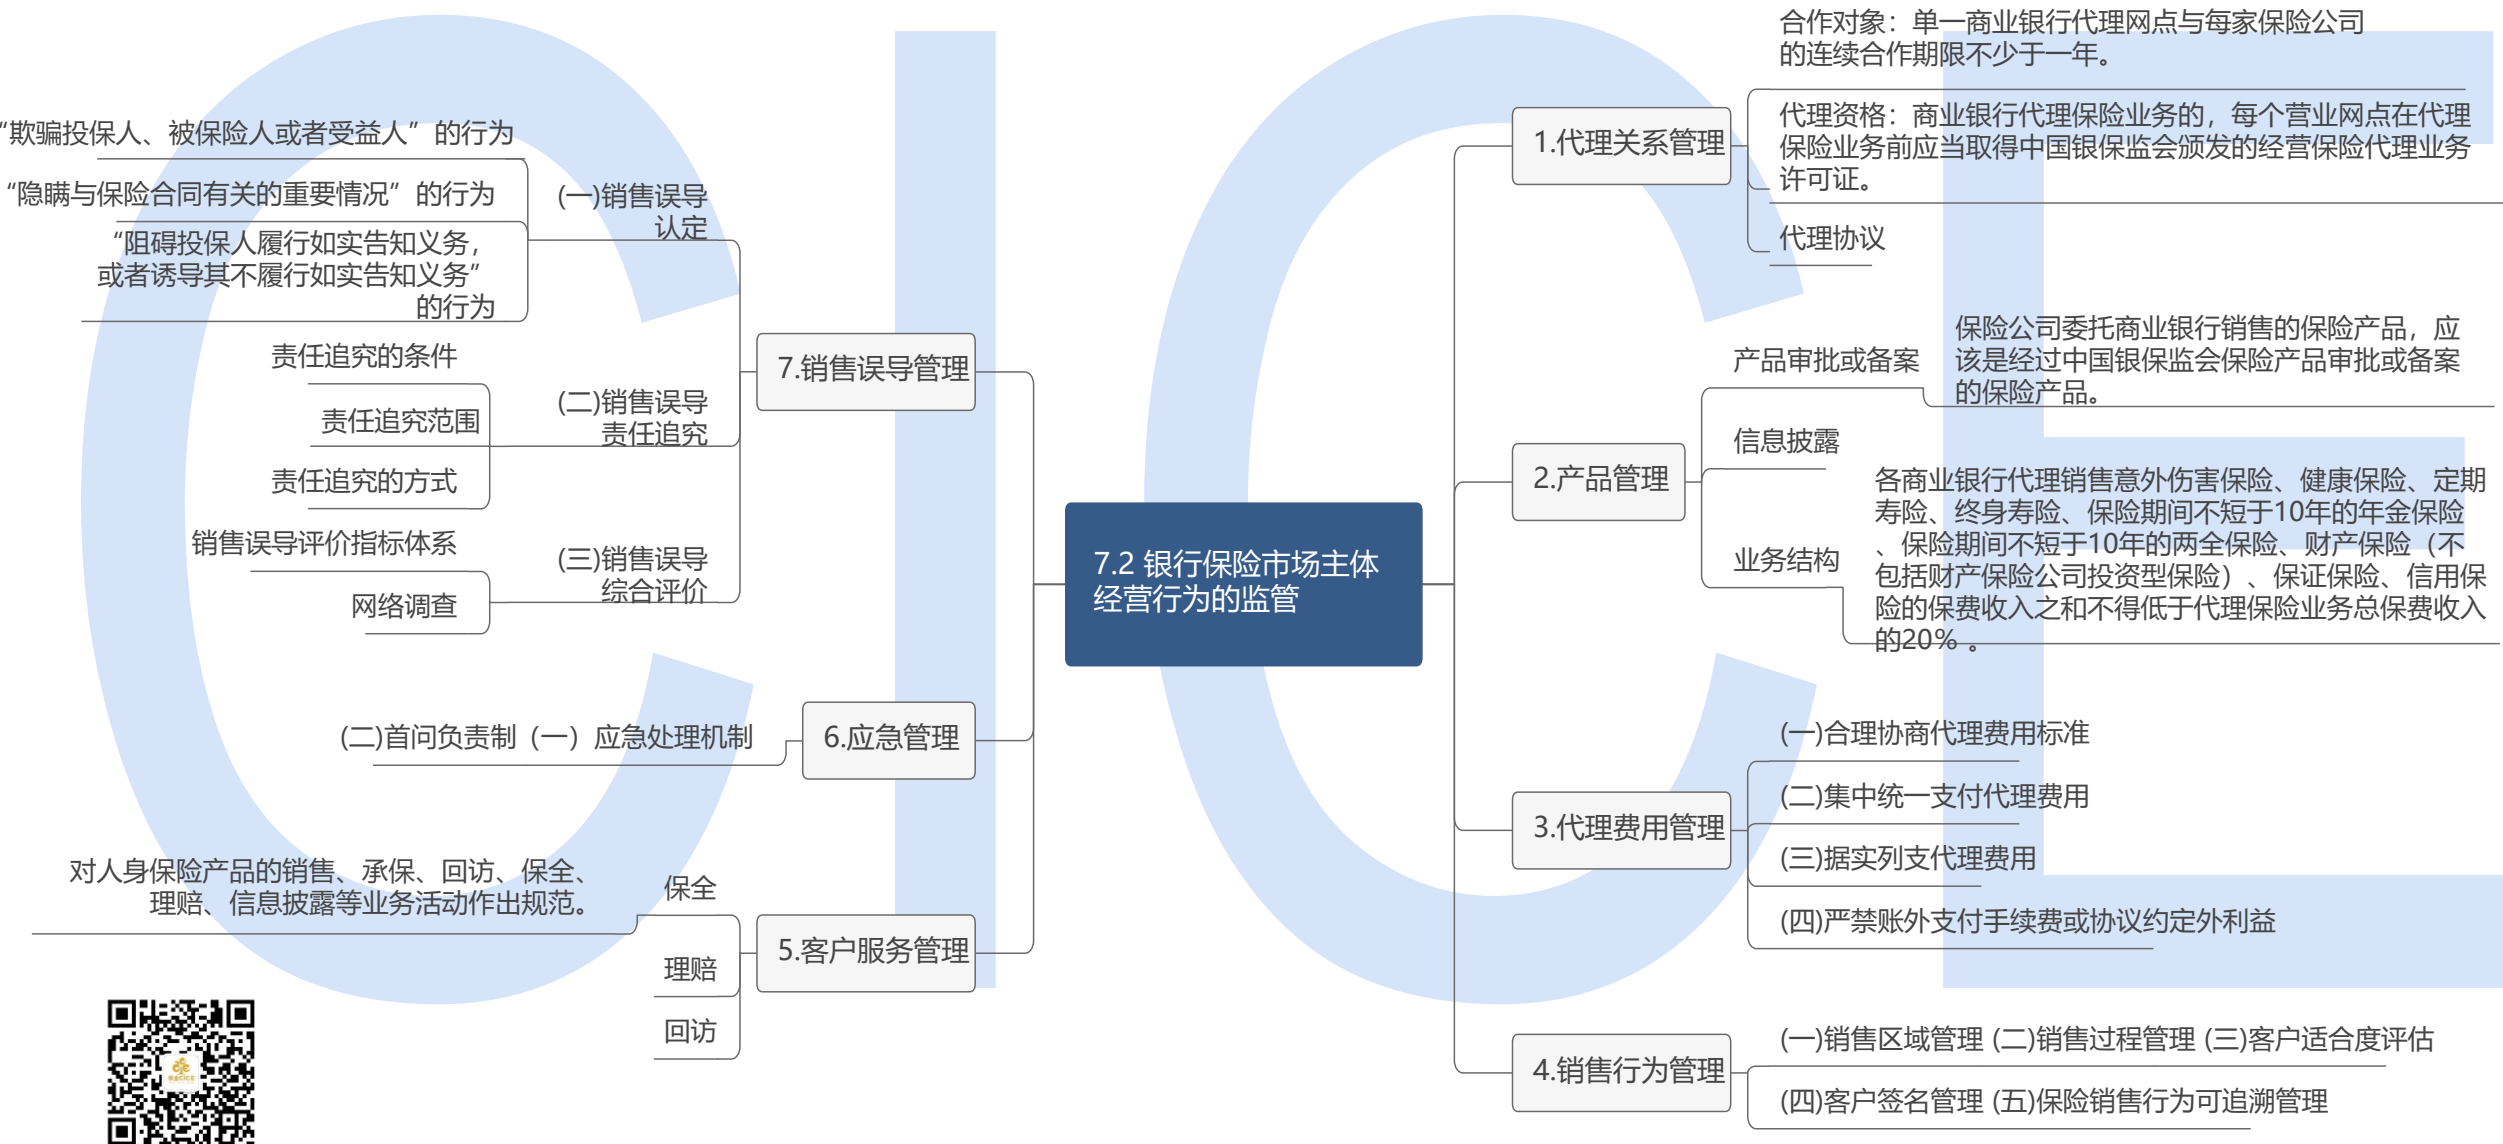 7.2 银行保险市场主体
经营行为的监管
1.代理关系管理
合作对象：单一商业银行代理网点与每家保险公司
的连续合作期限不少于一年。
代理资格：商业银行代理保险业务的，每个营业网点在代理
保险业务前应当取得中国银保监会颁发的经营保险代理业务
许可证。
代理协议
2.产品管理
产品审批或备案
保险公司委托商业银行销售的保险产品，应
该是经过中国银保监会保险产品审批或备案
的保险产品。
信息披露
业务结构
各商业银行代理销售意外伤害保险、健康保险、定期
寿险、终身寿险、保险期间不短于10年的年金保险
、保险期间不短于10年的两全保险、财产保险（不
包括财产保险公司投资型保险）、保证保险、信用保
险的保费收入之和不得低于代理保险业务总保费收入
的20% 。
3.代理费用管理
(一)合理协商代理费用标准
(二)集中统一支付代理费用
(三)据实列支代理费用
(四)严禁账外支付手续费或协议约定外利益
4.销售行为管理
(一)销售区域管理 (二)销售过程管理 (三)客户适合度评估
(四)客户签名管理 (五)保险销售行为可追溯管理
5.客户服务管理
保全
对人身保险产品的销售、承保、回访、保全、
理赔、信息披露等业务活动作出规范。
理赔
回访
6.应急管理
(二)首问负责制（一）应急处理机制
7.销售误导管理
(一)销售误导
认定
“欺骗投保人、被保险人或者受益人”的行为
“隐瞒与保险合同有关的重要情况”的行为
“阻碍投保人履行如实告知义务，
或者诱导其不履行如实告知义务”
的行为
(二)销售误导
责任追究
责任追究的条件
责任追究范围
责任追究的方式
(三)销售误导
综合评价
销售误导评价指标体系
网络调查
CICE